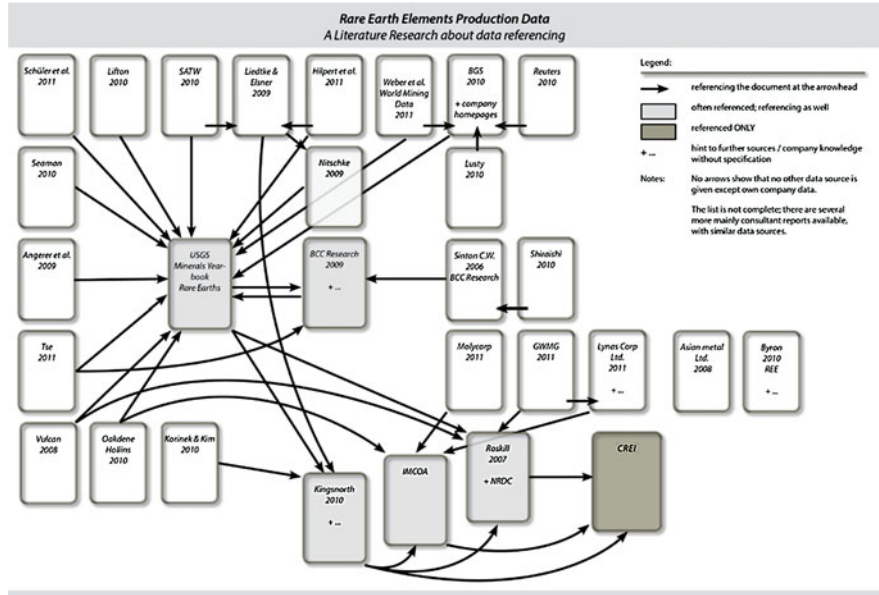 Rare Earth Elements Production Data
A Literature Research about data referencing
Schüler et al.
2011
Lifton
2010
SATW
2010
Liedtke &
Elsner
2009
Hilpert et al.
2011
Weber et al.
World Mining
Data
2011
BGS
2010
+ company
homepages
Reuters
2010
Legend:
referencing the document at the arrowhead
often referenced; referencing as well
referenced ONLY
+ ... hint to further sources / company knowledge
without specification
Notes: No arrows show that no other data source is
given except own company data.
The list is not complete; there are several
more mainly consultant reports available,
with similar data sources.
Seaman
2010
Nitschke
2009
Lusty
2010
Angerer et al.
2009
USGS
Minerals Year-
book
Rare Earths
BCC Research
2009
+ ...
Sinton C.W.
2006
BCC Research
Shiraishi
2010
Tse
2011
Molycorp
2011
GWMG
2011
Lynas Corp
Ltd.
2011
+ ...
Asian metal
Ltd.
2008
Byron
2010
REE
+ ...
Vulcan
2008
Oakdene
Hollins
2010
Korinek & Kim
2010
Kingsnorth
2010
+ ...
IMCOA
Roskill
2007
+ NRDC
CREI